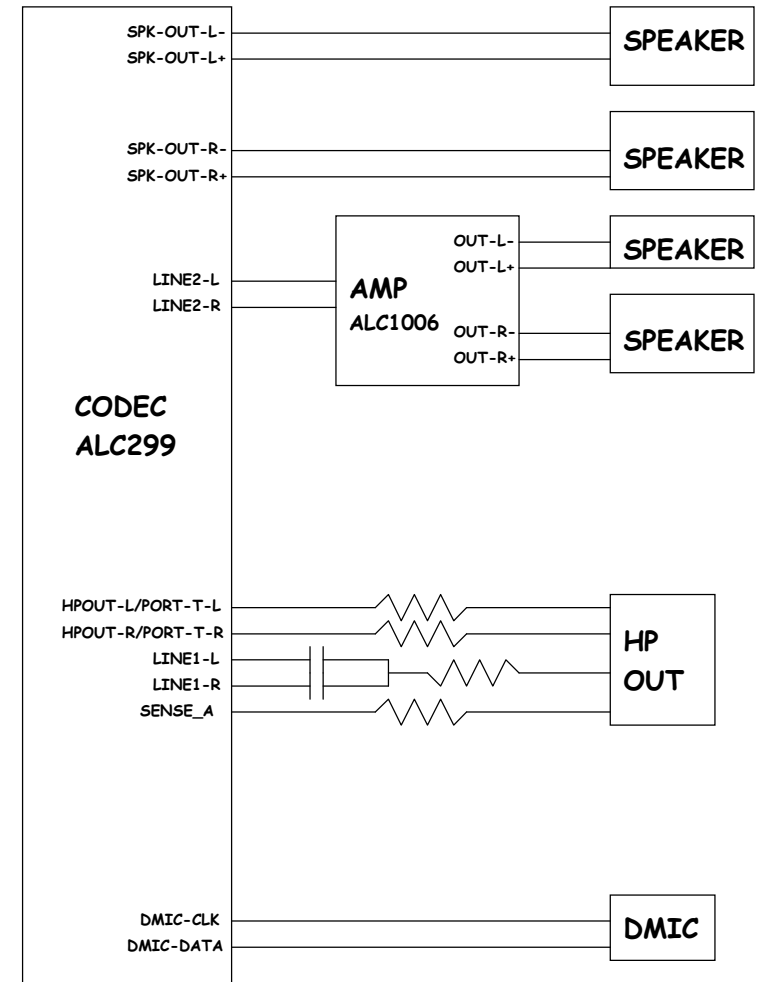 SPK-OUT-L-
SPK-OUT-L+
SPEAKER
SPK-OUT-R-
SPK-OUT-R+
SPEAKER
LINE2-L
LINE2-R
AMP
ALC1006
OUT-L-
OUT-L+
OUT-R-
OUT-R+
SPEAKER
SPEAKER
CODEC
ALC299
HPOUT-L/PORT-T-L
HPOUT-R/PORT-T-R
LINE1-L
LINE1-R
SENSE_A
HP
OUT
DMIC-CLK
DMIC-DATA
DMIC